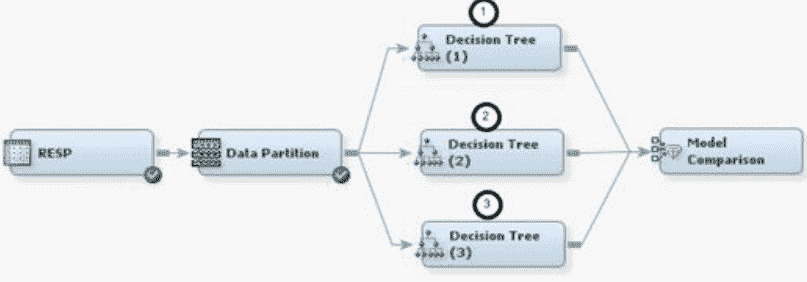 1
Decision Tree
(1)
RESP
Data Partition
2
Decision Tree
(2)
Model
Comparison
3
Decision Tree
(3)